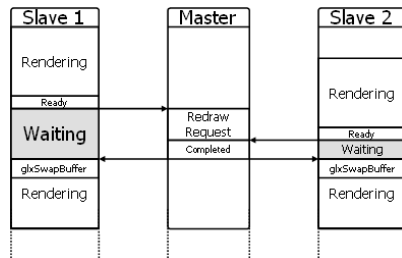 Slave 1
Rendering
Ready
Waiting
glxSwapBuffer
Rendering
Master
Redraw
Request
Completed
Slave 2
Rendering
Ready
Waiting
glxSwapBuffer
Rendering